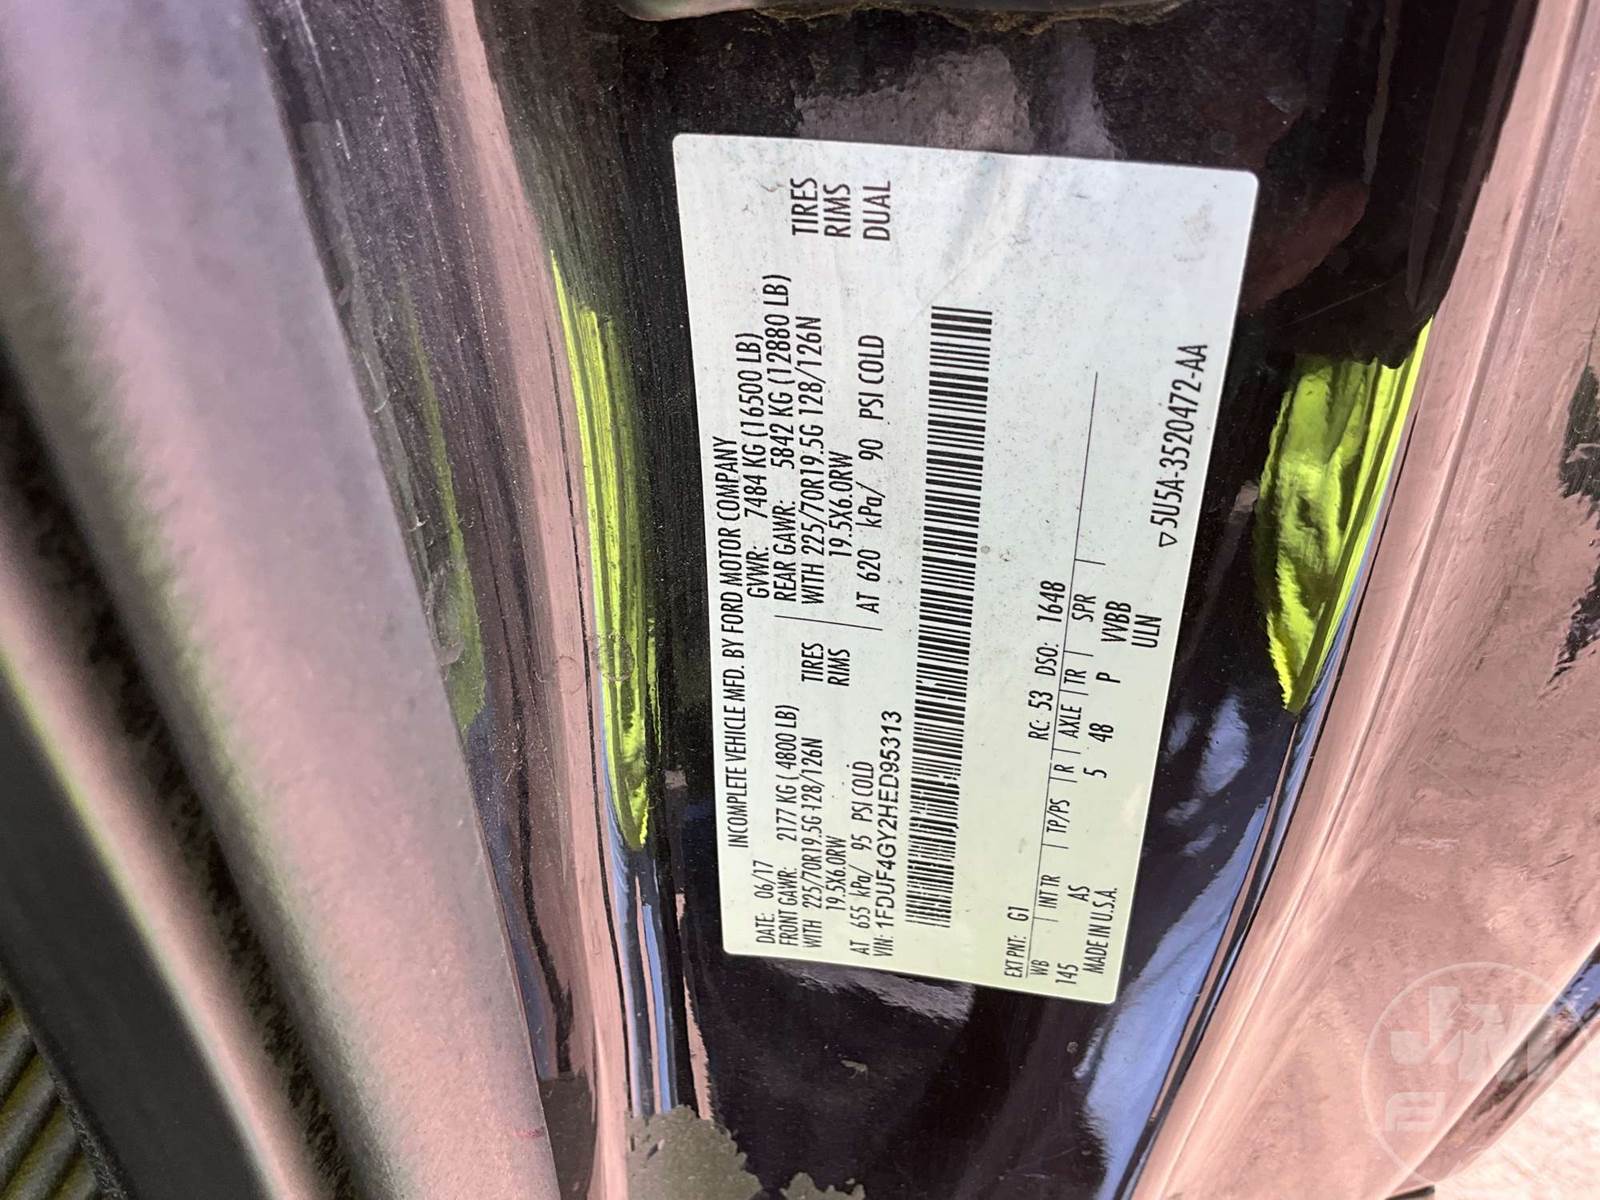 INCOMPLETE VEHICLE MFD. BY FORD MOTOR COMPANY
DATE: 06/17 GVWR: 7484 KG (16500 LB)
FRONT GAWR: 2177 KG ( 4800 LB) REAR GAWR: 5842 KG (12880 LB)
WITH 225/70R19.5G 128/126N TIRES WITH 225/70R19.5G 128/126N TIRES
19.5X6.0RW RIMS 19.5X6.0RW RIMS
AT 655 kPa/ 95 PSI COLD AT 620 kPa/ 90 PSI COLD DUAL
VIN: 1FDUF4GY2HED95313
EXT PNT: G1 RC: 53 DSO: 164B
WB INT TR TP/PS R AXLE TR SPR
145 AS 5 4B P VVBB
MADE IN U.S.A. ULN
5U5A-3520472-AA
JM